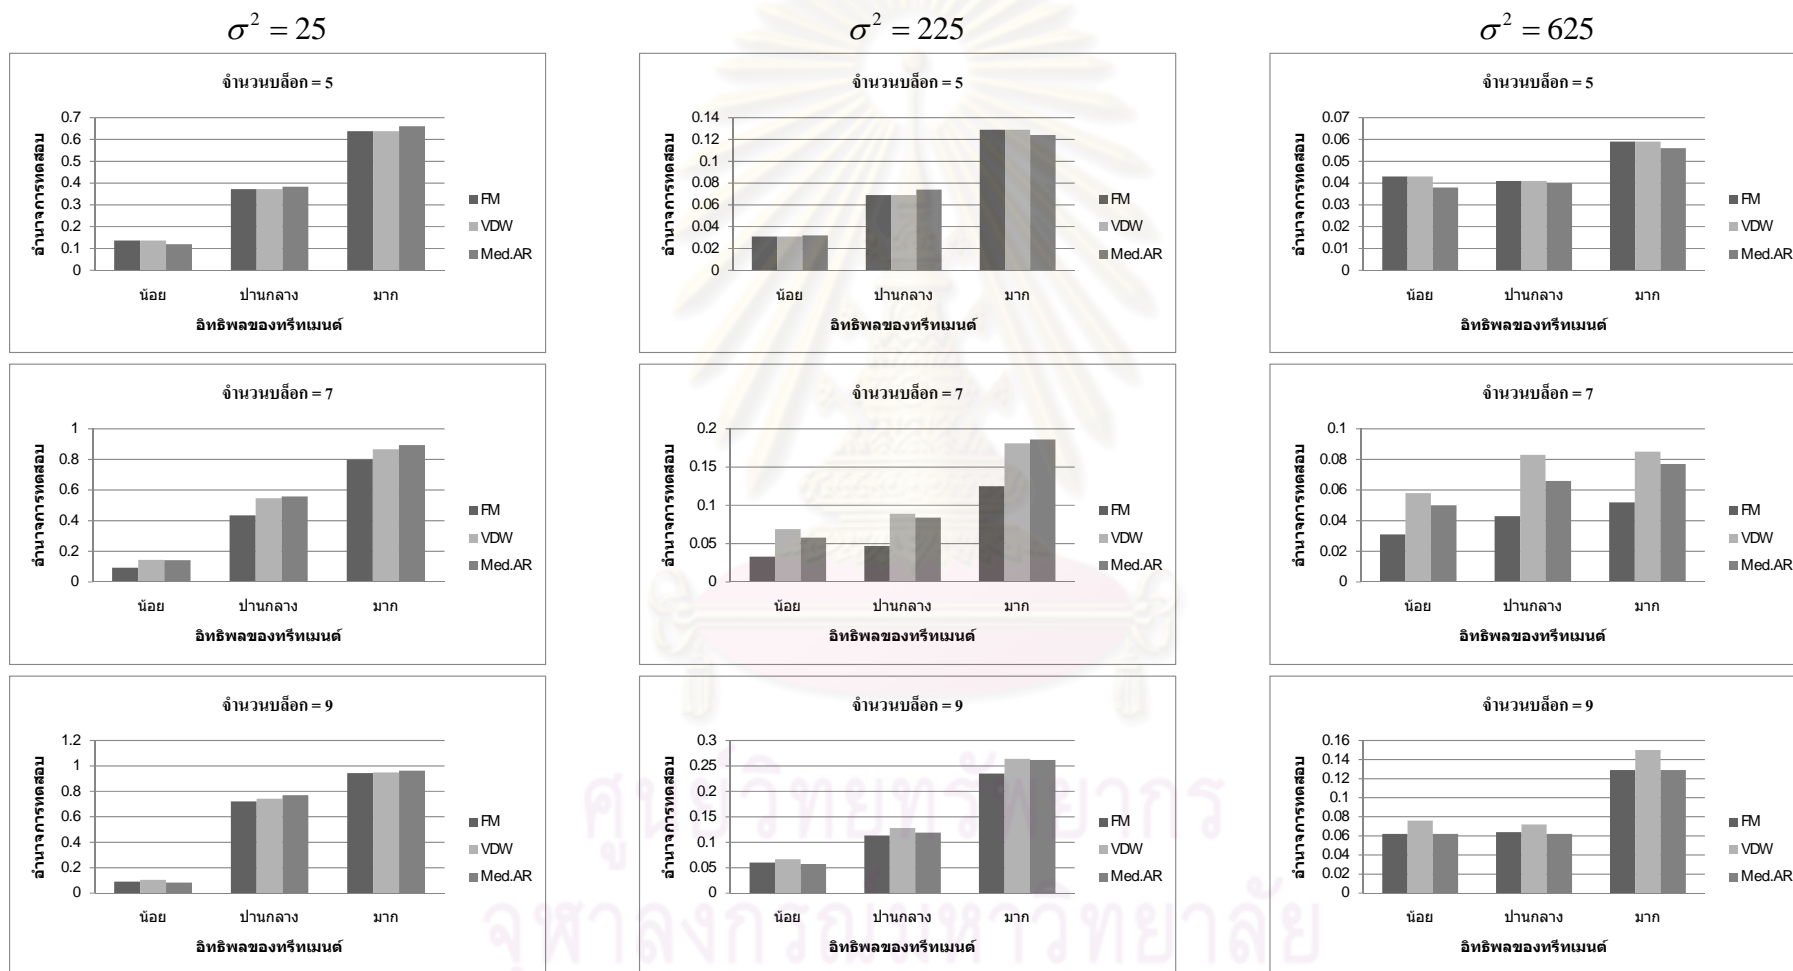 σ² = 25
σ² = 225
σ² = 625
จำนวนบล็อก = 5
อำนาจการทดสอบ
0.7
0.6
0.5
0.4
0.3
0.2
0.1
0
น้อย ปานกลาง มาก
อิทธิพลของทรีทเมนต์
FM
VDW
Med.AR
จำนวนบล็อก = 5
อำนาจการทดสอบ
0.14
0.12
0.1
0.08
0.06
0.04
0.02
0
น้อย ปานกลาง มาก
อิทธิพลของทรีทเมนต์
FM
VDW
Med.AR
จำนวนบล็อก = 5
อำนาจการทดสอบ
0.07
0.06
0.05
0.04
0.03
0.02
0.01
0
น้อย ปานกลาง มาก
อิทธิพลของทรีทเมนต์
FM
VDW
Med.AR
จำนวนบล็อก = 7
อำนาจการทดสอบ
1
0.8
0.6
0.4
0.2
0
น้อย ปานกลาง มาก
อิทธิพลของทรีทเมนต์
FM
VDW
Med.AR
จำนวนบล็อก = 7
อำนาจการทดสอบ
0.2
0.15
0.1
0.05
0
น้อย ปานกลาง มาก
อิทธิพลของทรีทเมนต์
FM
VDW
Med.AR
จำนวนบล็อก = 7
อำนาจการทดสอบ
0.1
0.08
0.06
0.04
0.02
0
น้อย ปานกลาง มาก
อิทธิพลของทรีทเมนต์
FM
VDW
Med.AR
จำนวนบล็อก = 9
อำนาจการทดสอบ
1.2
1
0.8
0.6
0.4
0.2
0
น้อย ปานกลาง มาก
อิทธิพลของทรีทเมนต์
FM
VDW
Med.AR
จำนวนบล็อก = 9
อำนาจการทดสอบ
0.3
0.25
0.2
0.15
0.1
0.05
0
น้อย ปานกลาง มาก
อิทธิพลของทรีทเมนต์
FM
VDW
Med.AR
จำนวนบล็อก = 9
อำนาจการทดสอบ
0.16
0.14
0.12
0.1
0.08
0.06
0.04
0.02
0
น้อย ปานกลาง มาก
อิทธิพลของทรีทเมนต์
FM
VDW
Med.AR
ศูนย์วิทยทรัพยากร
จุฬาลงกรณ์มหาวิทยาลัย